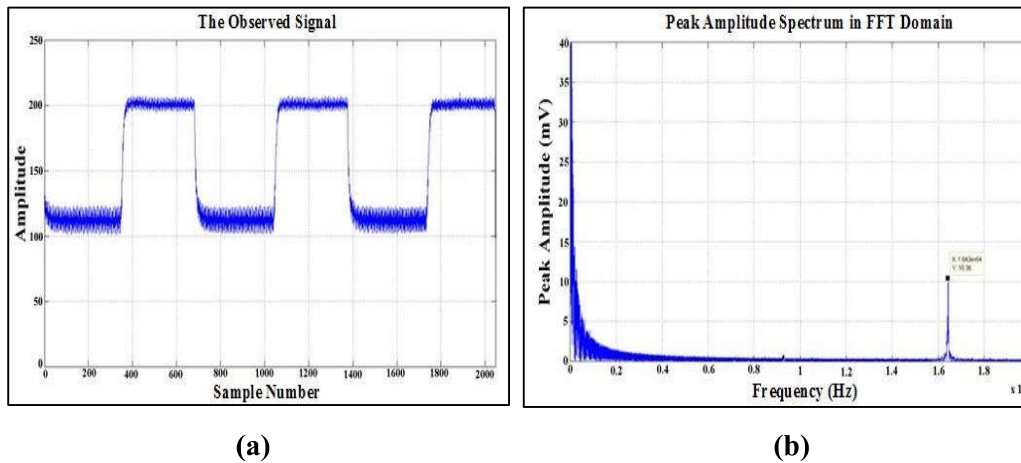 The Observed Signal
250
200
150
100
50
0
Amplitude
0 200 400 600 800 1000 1200 1400 1600 1800 2000
Sample Number
(a)
Peak Amplitude Spectrum in FFT Domain
40
35
30
25
20
15
10
5
0
Peak Amplitude (mV)
0 0.2 0.4 0.6 0.8 1 1.2 1.4 1.6 1.8
x 1
Frequency (Hz)
(b)